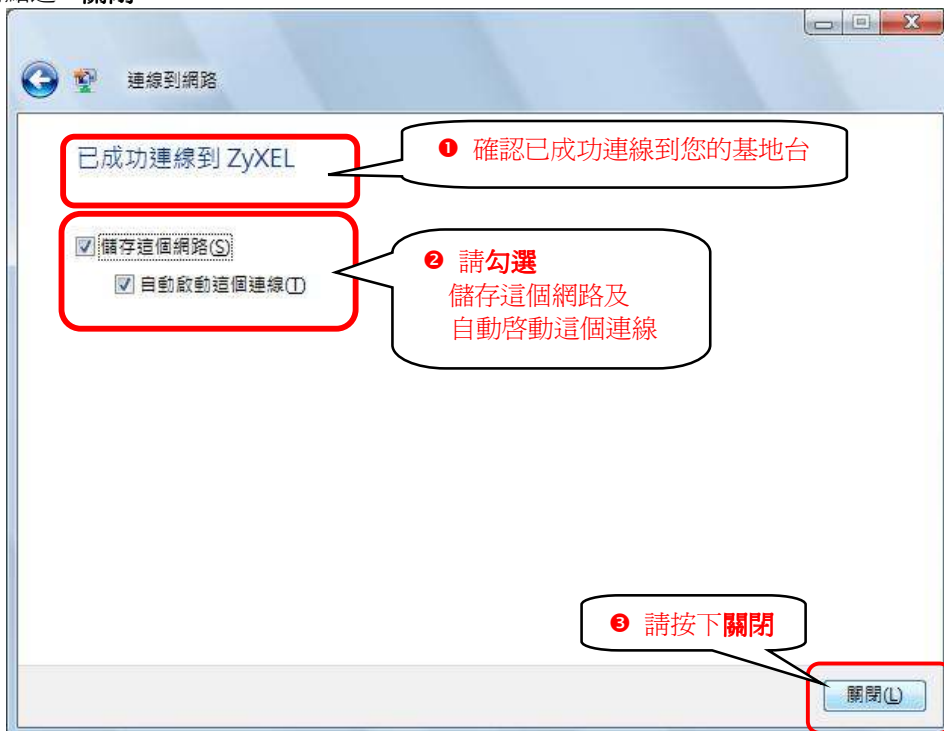 連線到網路
已成功連線到 ZyXEL
❶ 確認已成功連線到您的基地台
儲存這個網路(S)
自動啟動這個連線(T)
❷ 請勾選
儲存這個網路及
自動啓動這個連線
❸ 請按下關閉
關閉(L)